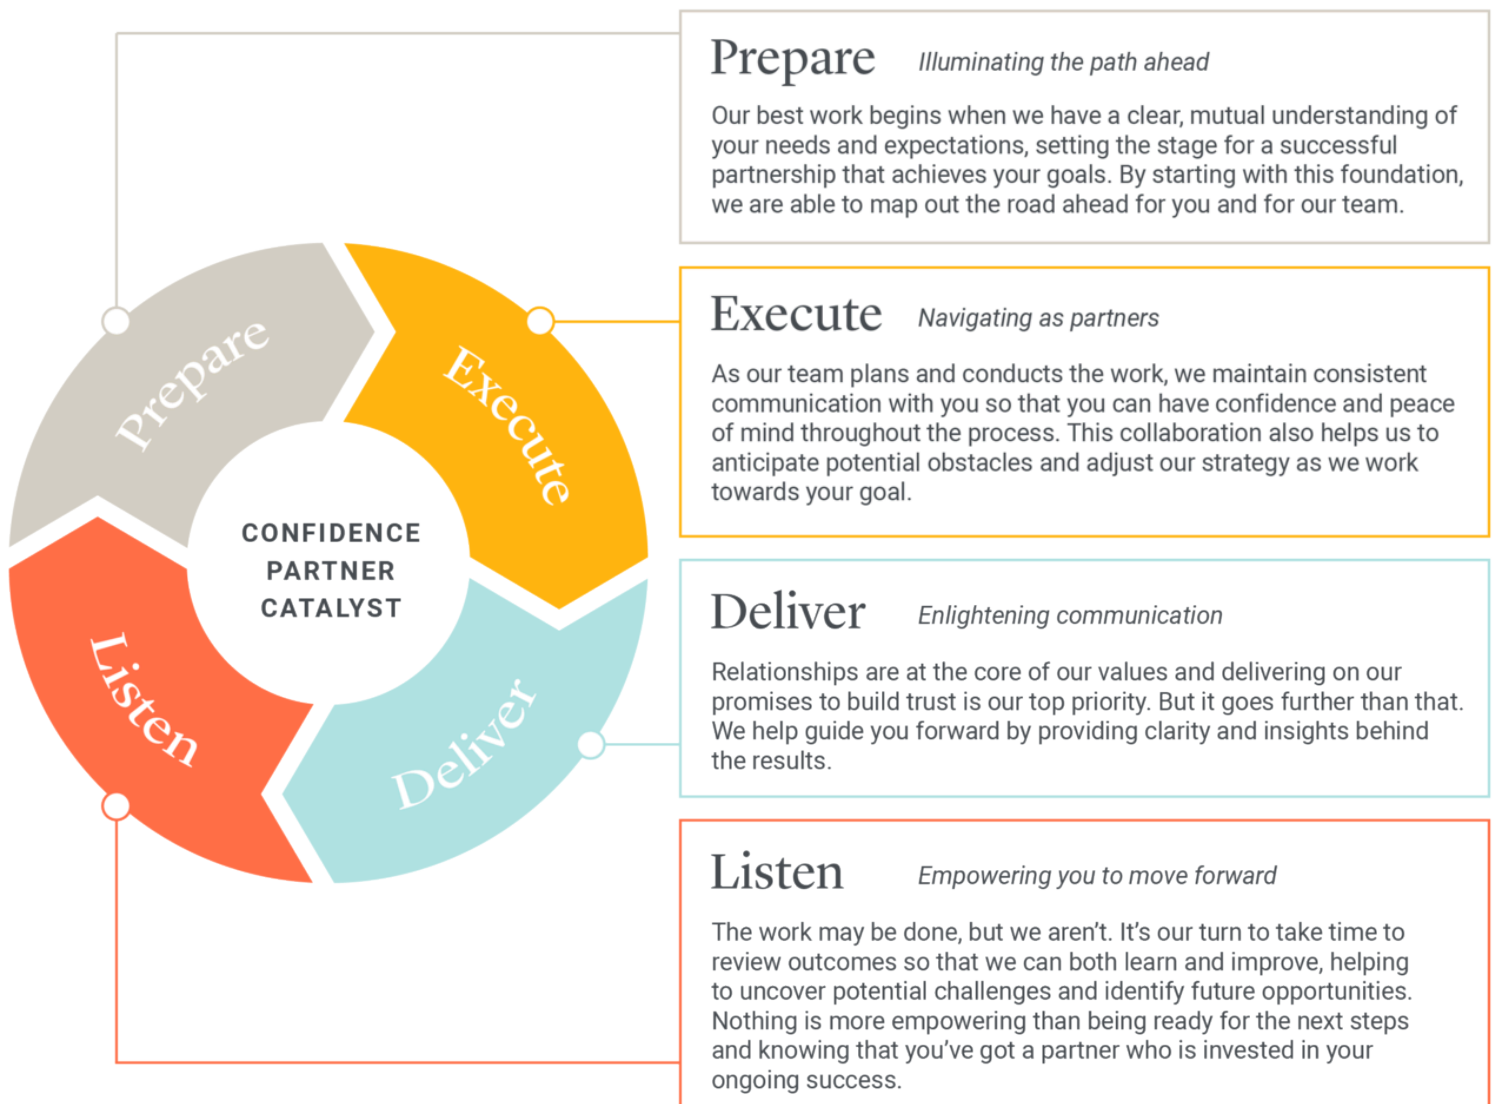 Prepare Illuminating the path ahead
Our best work begins when we have a clear, mutual understanding of
your needs and expectations, setting the stage for a successful
partnership that achieves your goals. By starting with this foundation,
we are able to map out the road ahead for you and for our team.
Execute Navigating as partners
As our team plans and conducts the work, we maintain consistent
communication with you so that you can have confidence and peace
of mind throughout the process. This collaboration also helps us to
anticipate potential obstacles and adjust our strategy as we work
towards your goal.
Deliver Enlightening communication
Relationships are at the core of our values and delivering on our
promises to build trust is our top priority. But it goes further than that.
We help guide you forward by providing clarity and insights behind
the results.
Listen Empowering you to move forward
The work may be done, but we aren’t. It’s our turn to take time to
review outcomes so that we can both learn and improve, helping
to uncover potential challenges and identify future opportunities.
Nothing is more empowering than being ready for the next steps
and knowing that you’ve got a partner who is invested in your
ongoing success.
Prepare
Execute
Deliver
Listen
CONFIDENCE
PARTNER
CATALYST